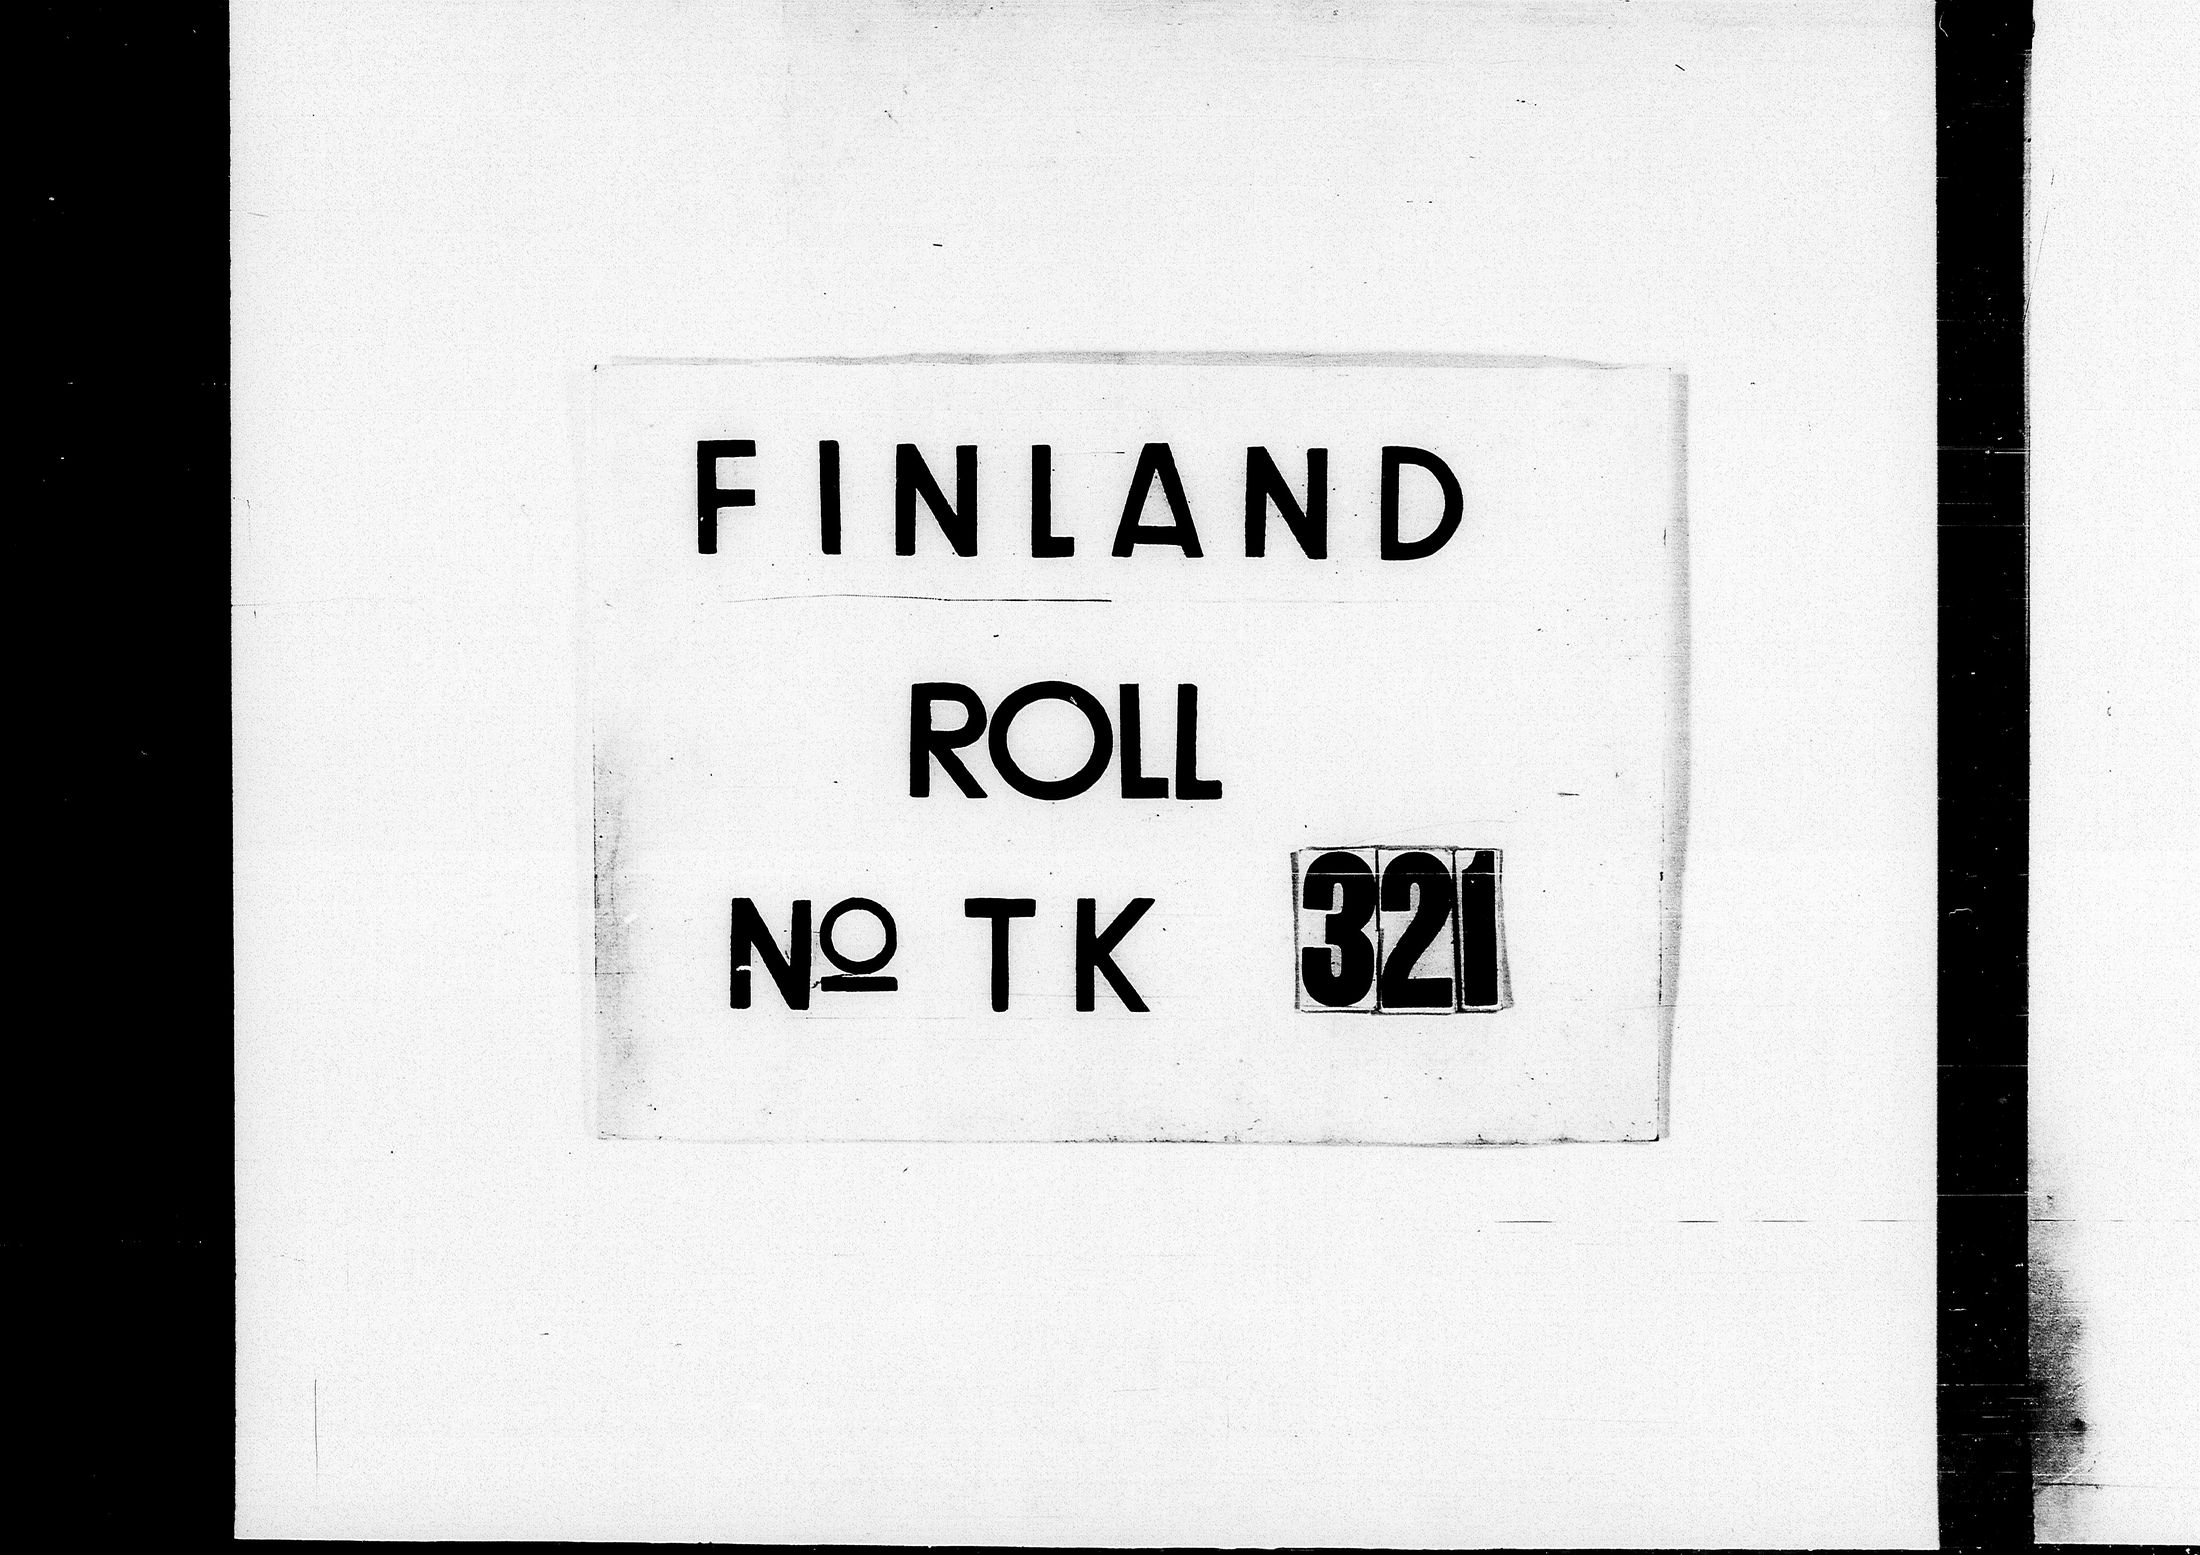 FINLAND
ROLL
Nº TK 321